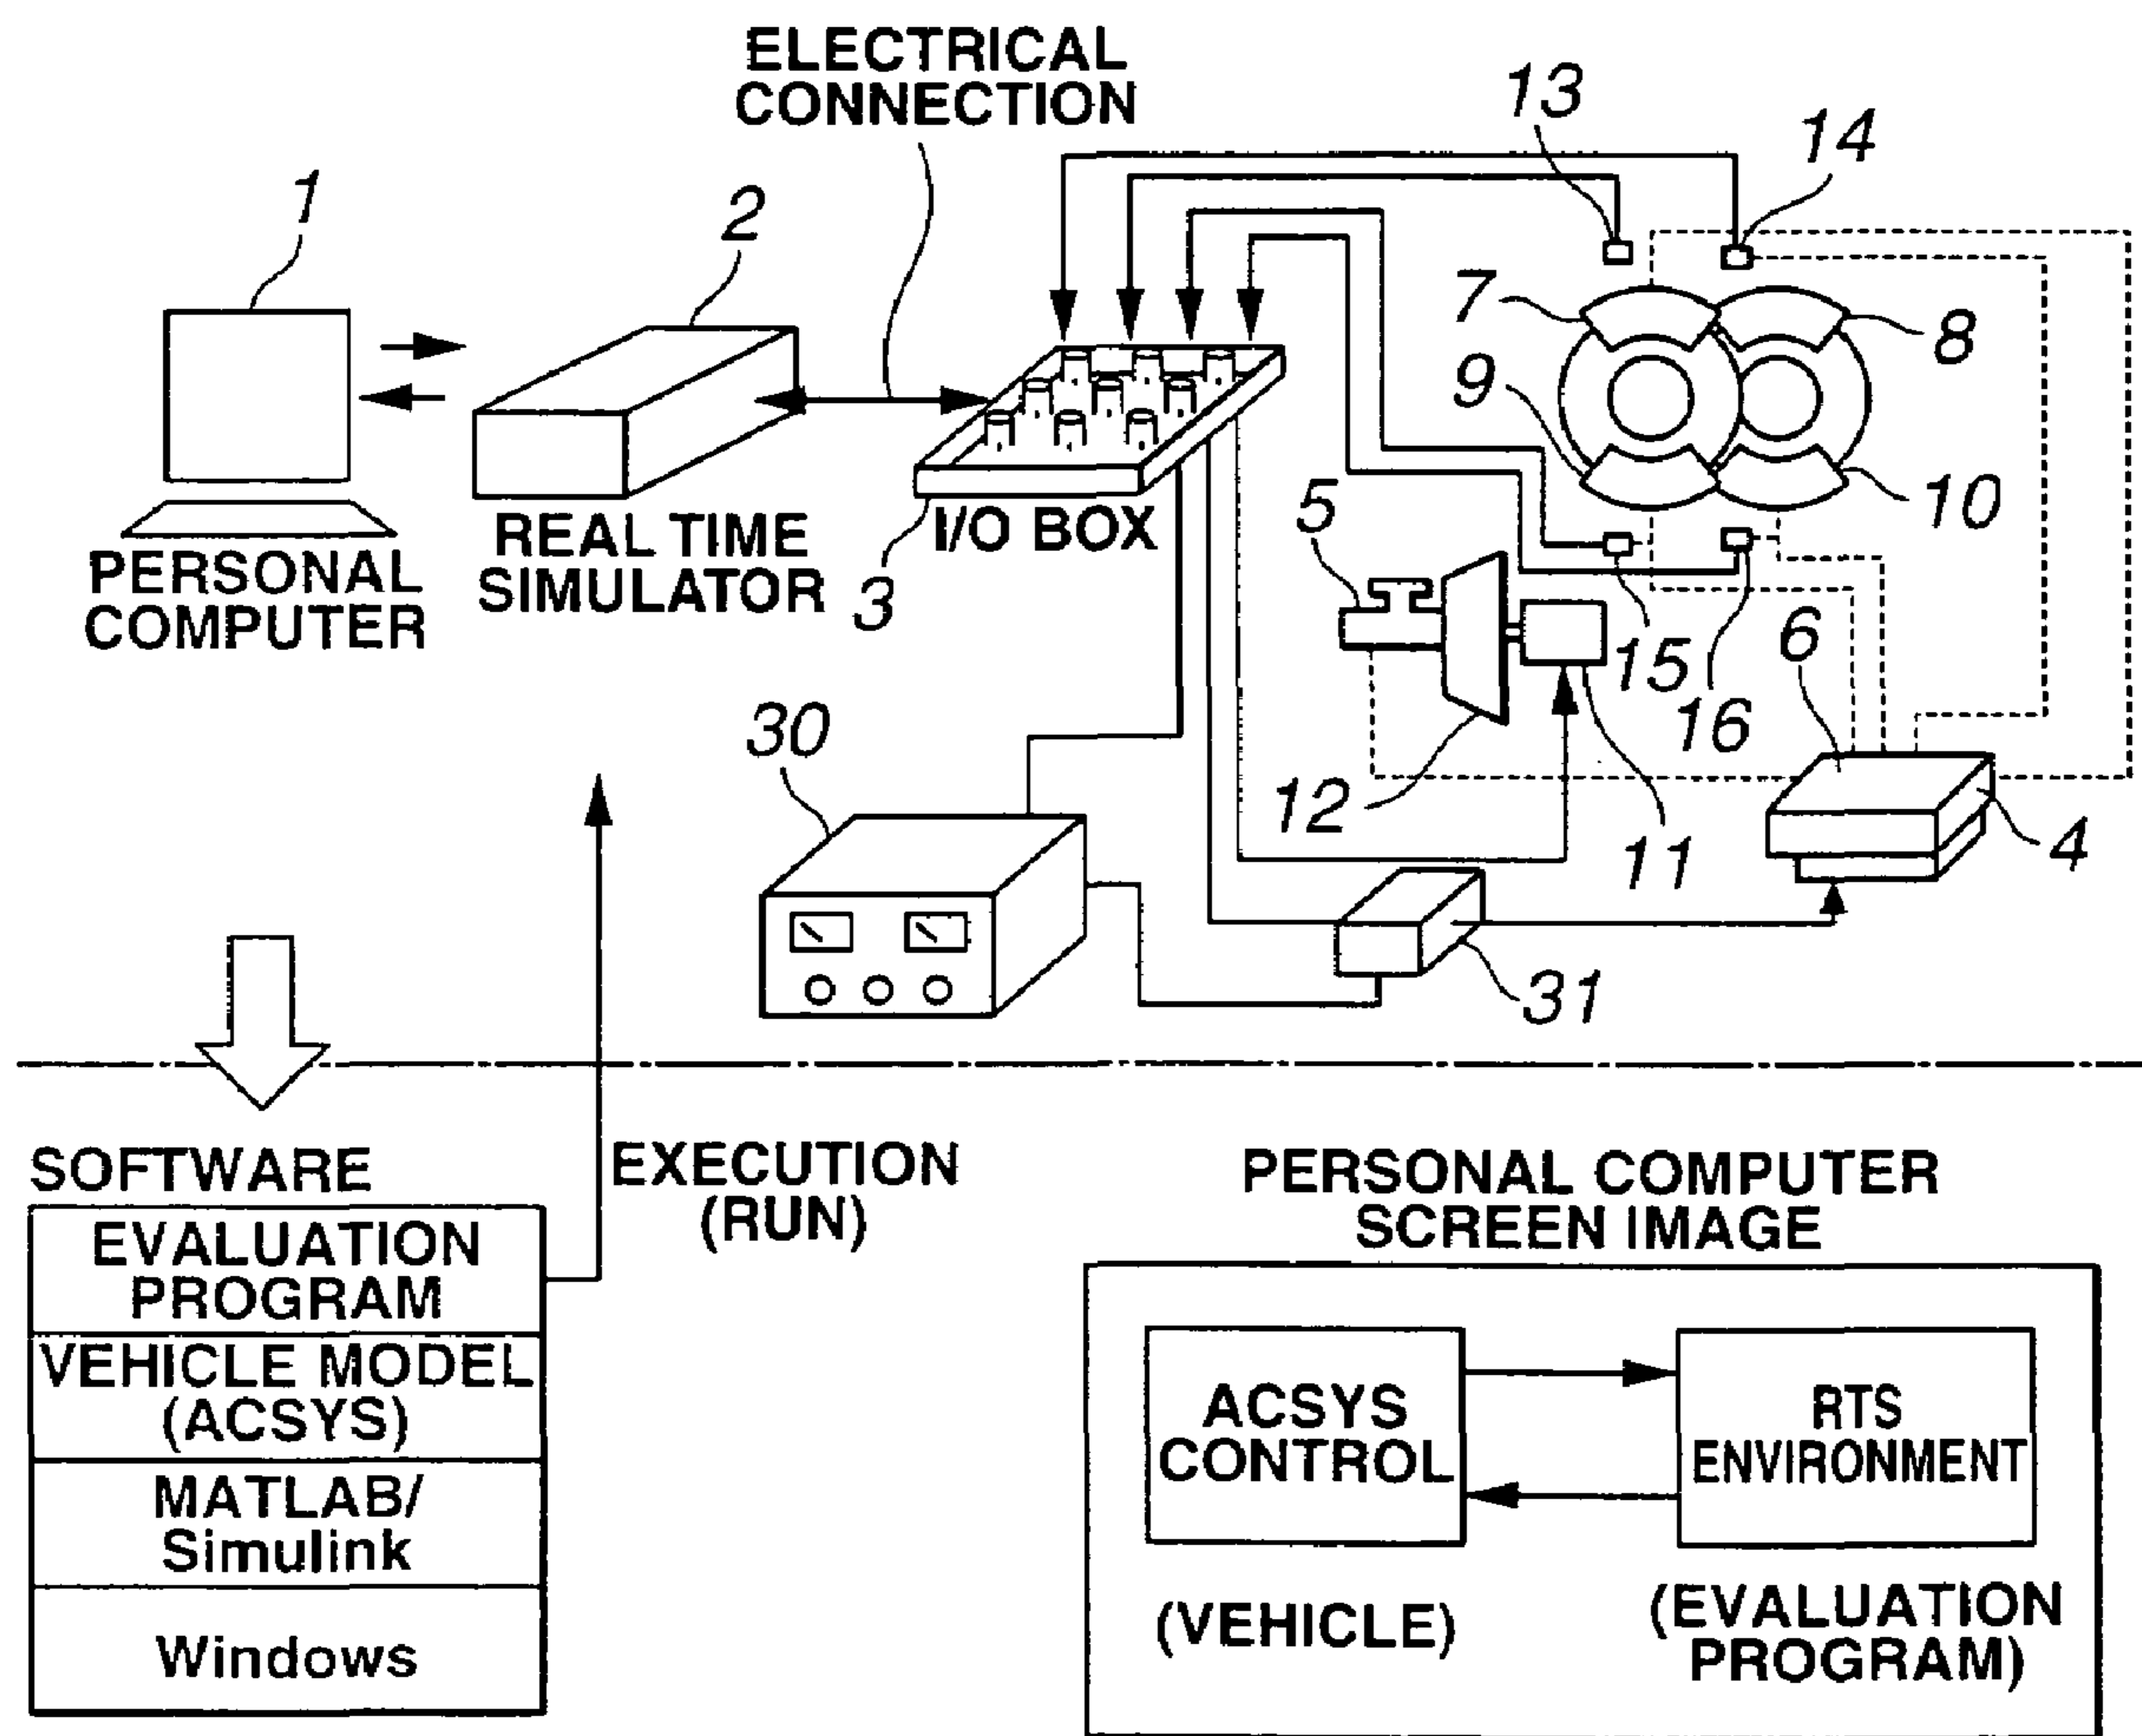 ELECTRICAL
CONNECTION
13
14
1
2
7
8
9
10
5
I/O BOX
REAL TIME
SIMULATOR
3
PERSONAL
COMPUTER
15
6
16
30
12
11
4
31
SOFTWARE
EXECUTION
(RUN)
EVALUATION
PROGRAM
VEHICLE MODEL
(ACSYS)
MATLAB/
Simulink
Windows
PERSONAL COMPUTER
SCREEN IMAGE
ACSYS
CONTROL
RTS
ENVIRONMENT
(VEHICLE)
(EVALUATION
PROGRAM)